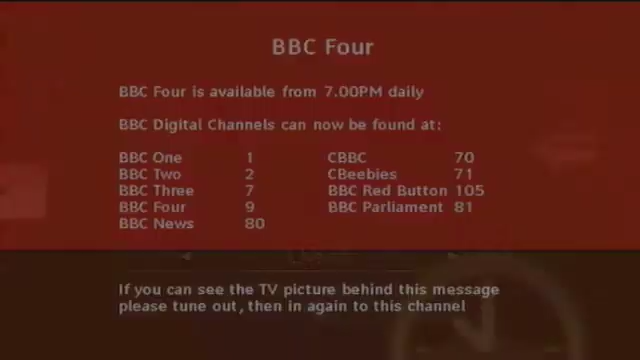 BBC Four
BBC Four is available from 7.00PM daily
BBC Digital Channels can now be found at:
BBC One 1 CBBC 70
BBC Two 2 CBeebies 71
BBC Three 7 BBC Red Button 105
BBC Four 9 BBC Parliament 81
BBC News 80
If you can see the TV picture behind this message
please tune out, then in again to this channel